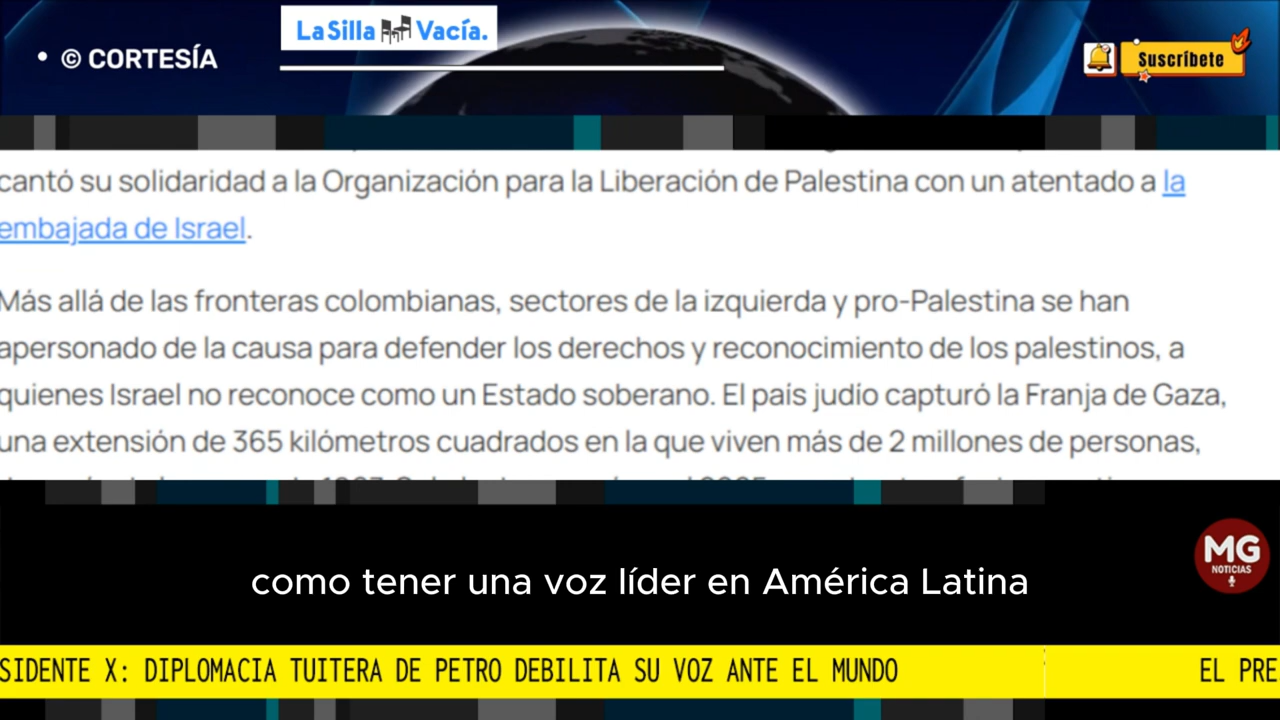 • © CORTESÍA
La Silla Vacía.
Suscríbete
cantó su solidaridad a la Organización para la Liberación de Palestina con un atentado a la
embajada de Israel.
Más allá de las fronteras colombianas, sectores de la izquierda y pro-Palestina se han
apersonado de la causa para defender los derechos y reconocimiento de los palestinos, a
quienes Israel no reconoce como un Estado soberano. El país judío capturó la Franja de Gaza,
una extensión de 365 kilómetros cuadrados en la que viven más de 2 millones de personas,
MG
NOTICIAS
como tener una voz líder en América Latina
SIDENTE X: DIPLOMACIA TUITERA DE PETRO DEBILITA SU VOZ ANTE EL MUNDO
EL PRE